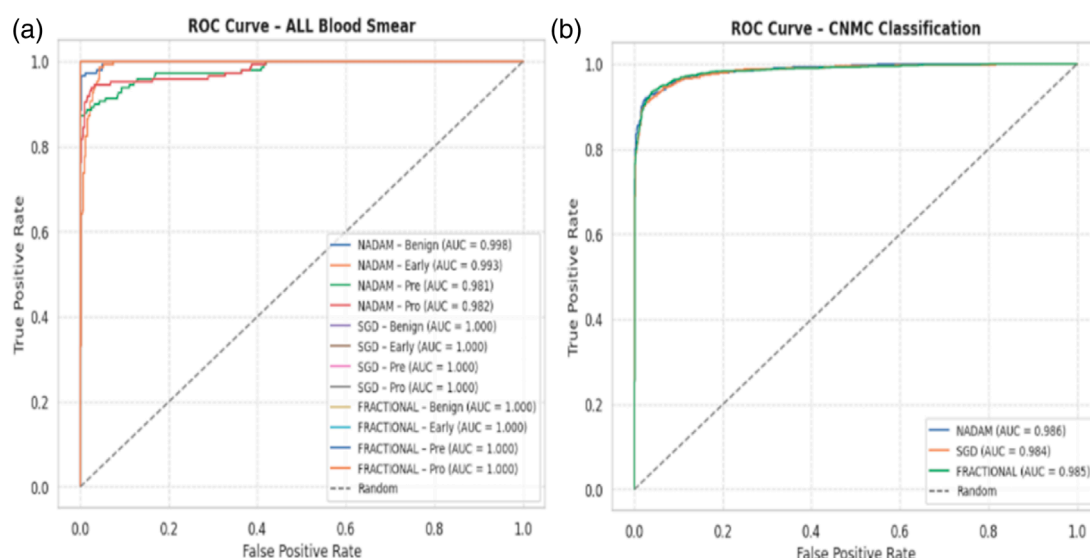 (a)
ROC Curve – ALL Blood Smear
True Positive Rate
1.0
0.8
0.6
0.4
0.2
0.0
NADAM – Benign (AUC = 0.998)
NADAM – Early (AUC = 0.993)
NADAM – Pre (AUC = 0.981)
NADAM – Pro (AUC = 0.982)
SGD – Benign (AUC = 1.000)
SGD – Early (AUC = 1.000)
SGD – Pre (AUC = 1.000)
SGD – Pro (AUC = 1.000)
FRACTIONAL – Benign (AUC = 1.000)
FRACTIONAL – Early (AUC = 1.000)
FRACTIONAL – Pre (AUC = 1.000)
FRACTIONAL – Pro (AUC = 1.000)
Random
0.0 0.2 0.4 0.6 0.8 1.0
False Positive Rate
(b)
ROC Curve – CNMC Classification
True Positive Rate
1.0
0.8
0.6
0.4
0.2
0.0
NADAM (AUC = 0.986)
SGD (AUC = 0.984)
FRACTIONAL (AUC = 0.985)
Random
0.0 0.2 0.4 0.6 0.8 1.0
False Positive Rate